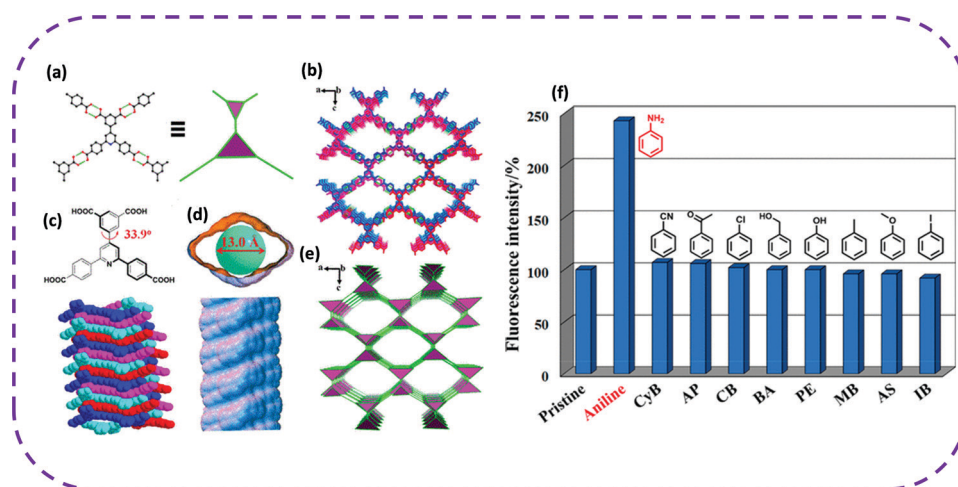 (a)
(b)
a
b
c
(c)
HOOC
COOH
33.9°
HOOC
N
COOH
(d)
13.0 Å
(e)
a
b
c
(f)
Fluorescence intensity/%
250
200
150
100
50
0
NH2
CN
O
Cl
HO
OH
O
I
Pristine
Aniline
CyB
AP
CB
BA
PE
MB
AS
IB